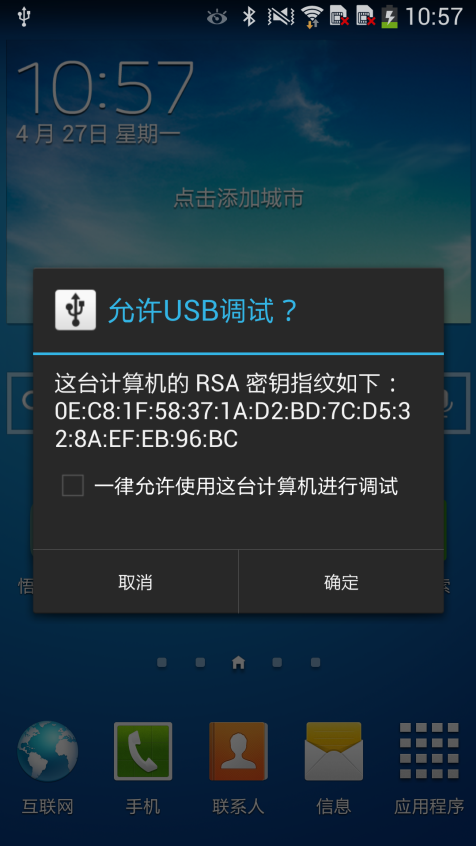 10:57
10:57
4 月 27日 星期一
点击添加城市
允许USB调试？
这台计算机的 RSA 密钥指纹如下：
0E:C8:1F:58:37:1A:D2:BD:7C:D5:3
2:8A:EF:EB:96:BC
一律允许使用这台计算机进行调试
取消
确定
悟
索
互联网
手机
联系人
信息
应用程序